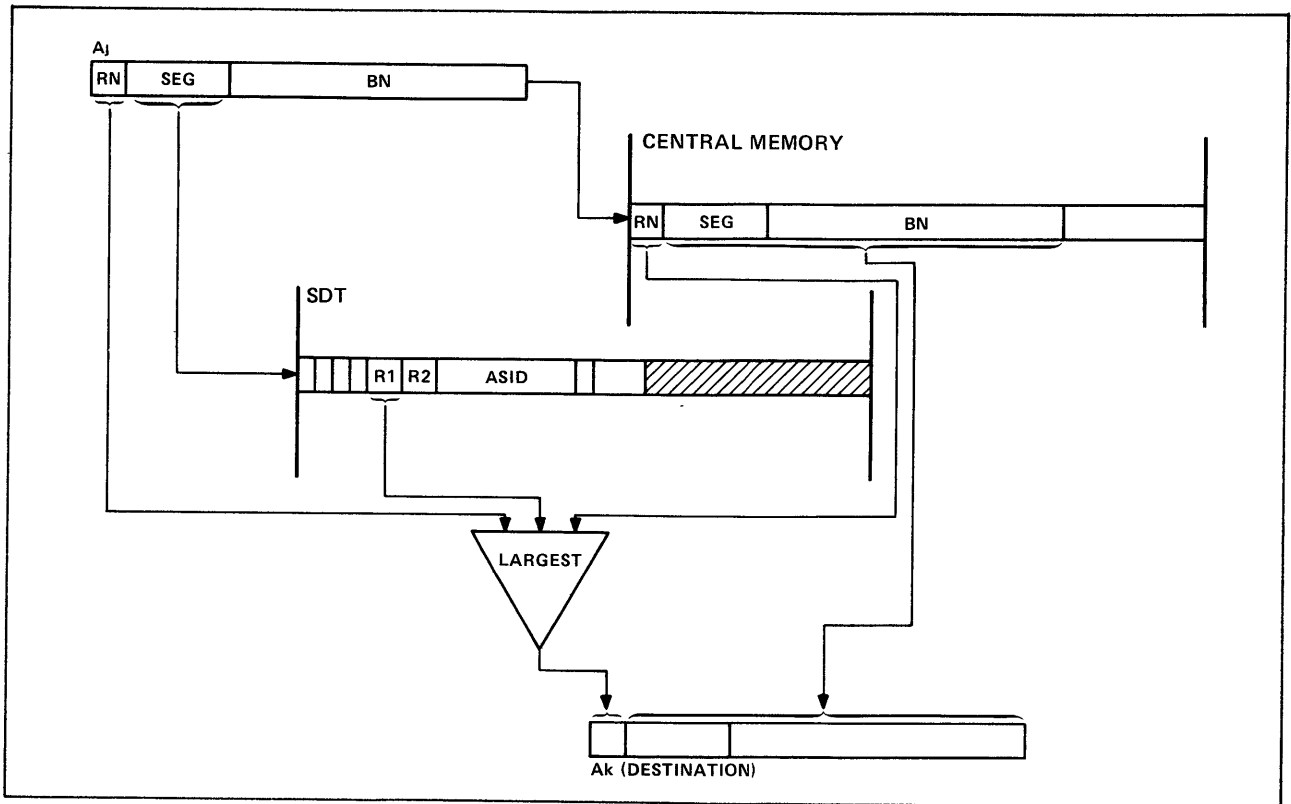 Aj
RN SEG BN
CENTRAL MEMORY
RN SEG BN
SDT
R1 R2 ASID
LARGEST
Ak (DESTINATION)